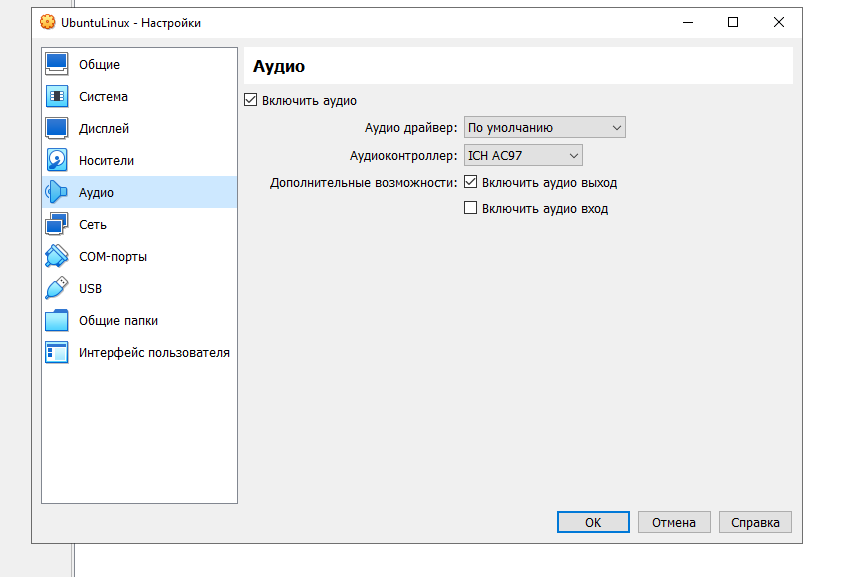 UbuntuLinux - Настройки
Общие
Система
Дисплей
Носители
Аудио
Сеть
COM-порты
USB
Общие папки
Интерфейс пользователя
Аудио
Включить аудио
Аудио драйвер: По умолчанию
Аудиоконтроллер: ICH AC97
Дополнительные возможности: Включить аудио выход
Включить аудио вход
OK Отмена Справка